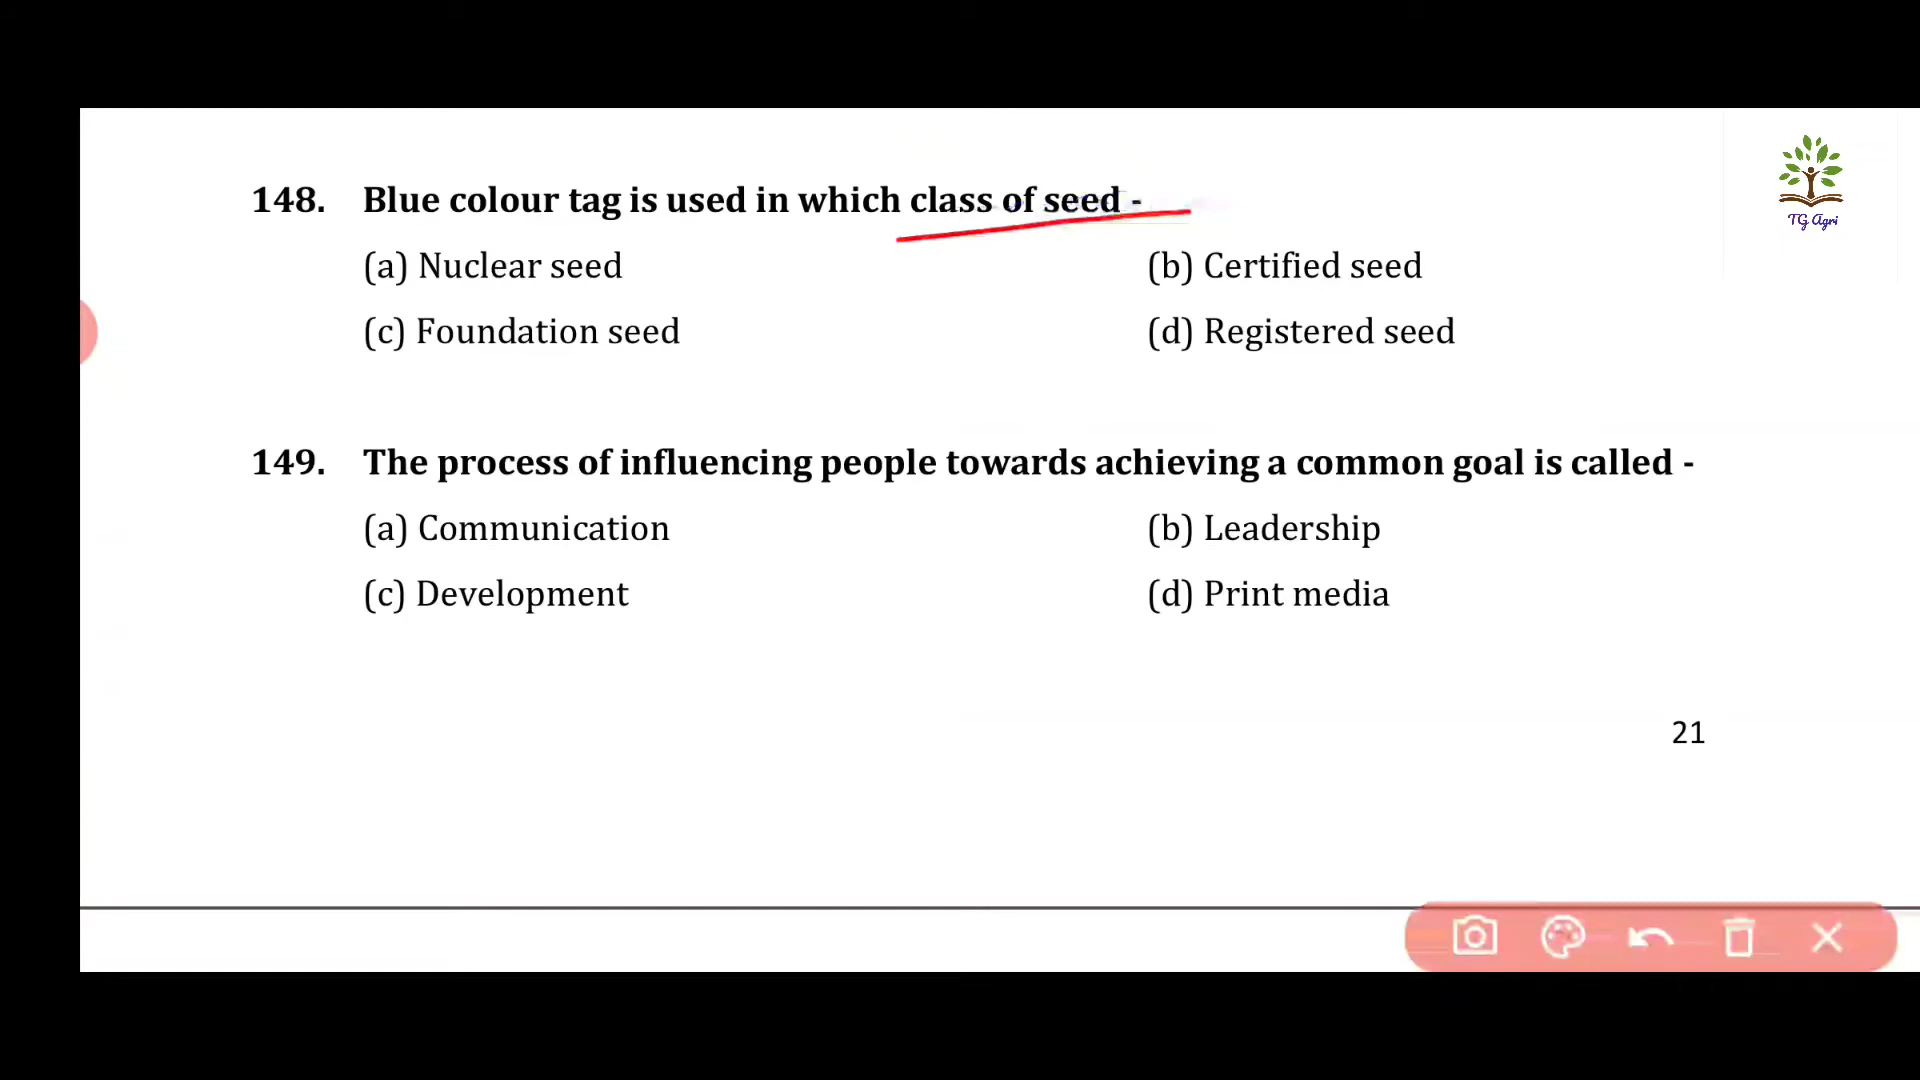 TG Agri
148. Blue colour tag is used in which class of seed -
(a) Nuclear seed (b) Certified seed
(c) Foundation seed (d) Registered seed
149. The process of influencing people towards achieving a common goal is called -
(a) Communication (b) Leadership
(c) Development (d) Print media
21